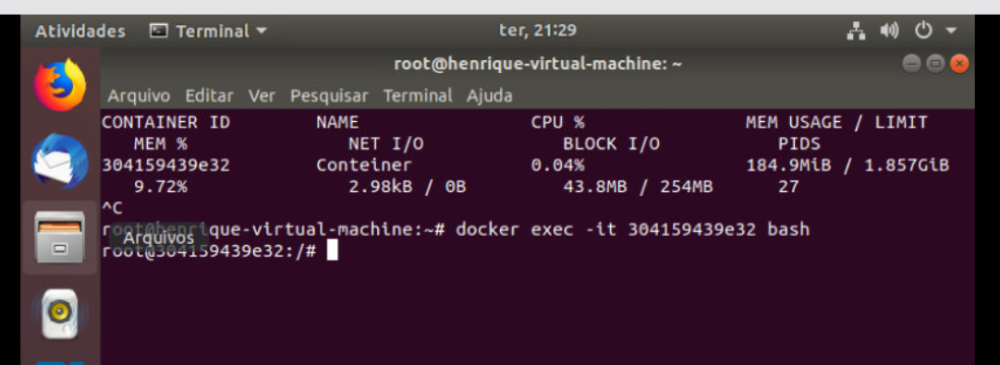 Atividades Terminal ter, 21:29
root@henrique-virtual-machine: ~
Arquivo Editar Ver Pesquisar Terminal Ajuda
CONTAINER ID NAME CPU % MEM USAGE / LIMIT
MEM % NET I/O BLOCK I/O PIDS
304159439e32 Conteiner 0.04% 184.9MiB / 1.857GiB
9.72% 2.98kB / 0B 43.8MB / 254MB 27
^C
root@henrique-virtual-machine:~# docker exec -it 304159439e32 bash
Arquivos
root@304159439e32:/#